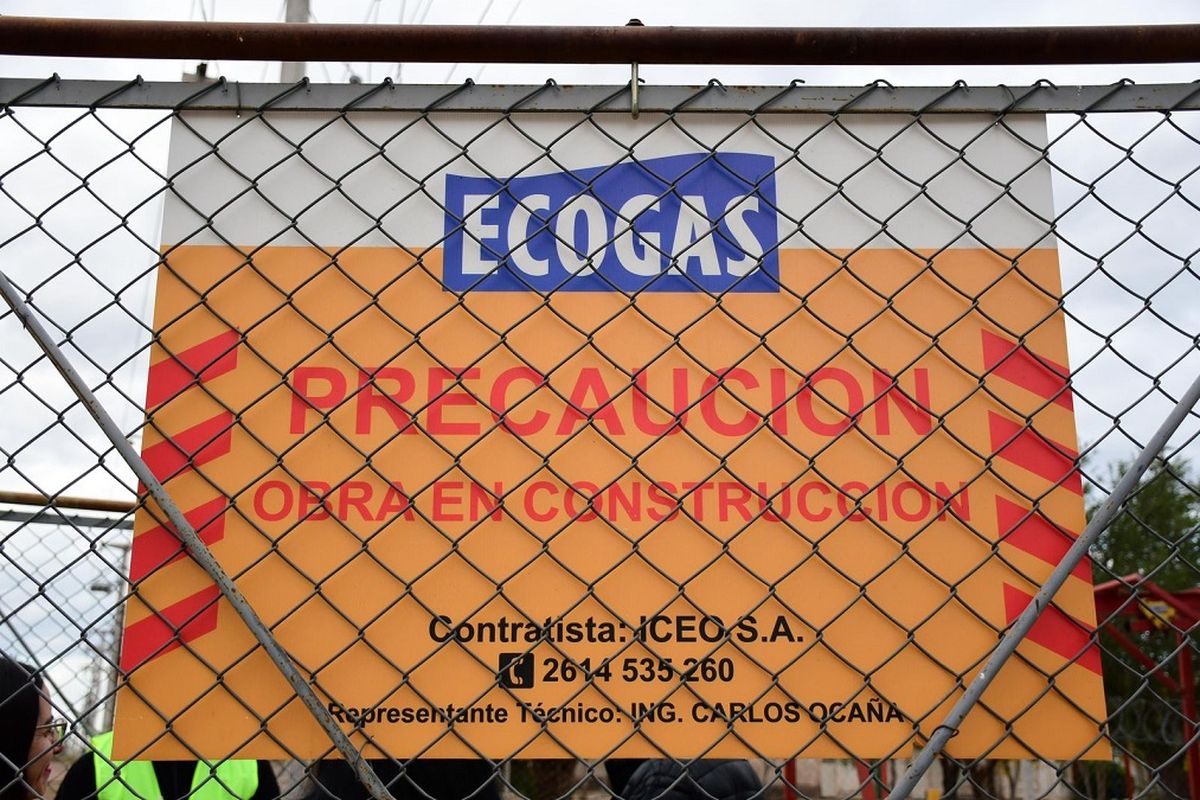 ECOGAS
PRECAUCION
OBRA EN CONSTRUCCION
Contratista: ICEO S.A.
2614 535 260
Representante Técnico: ING. CARLOS OCAÑA